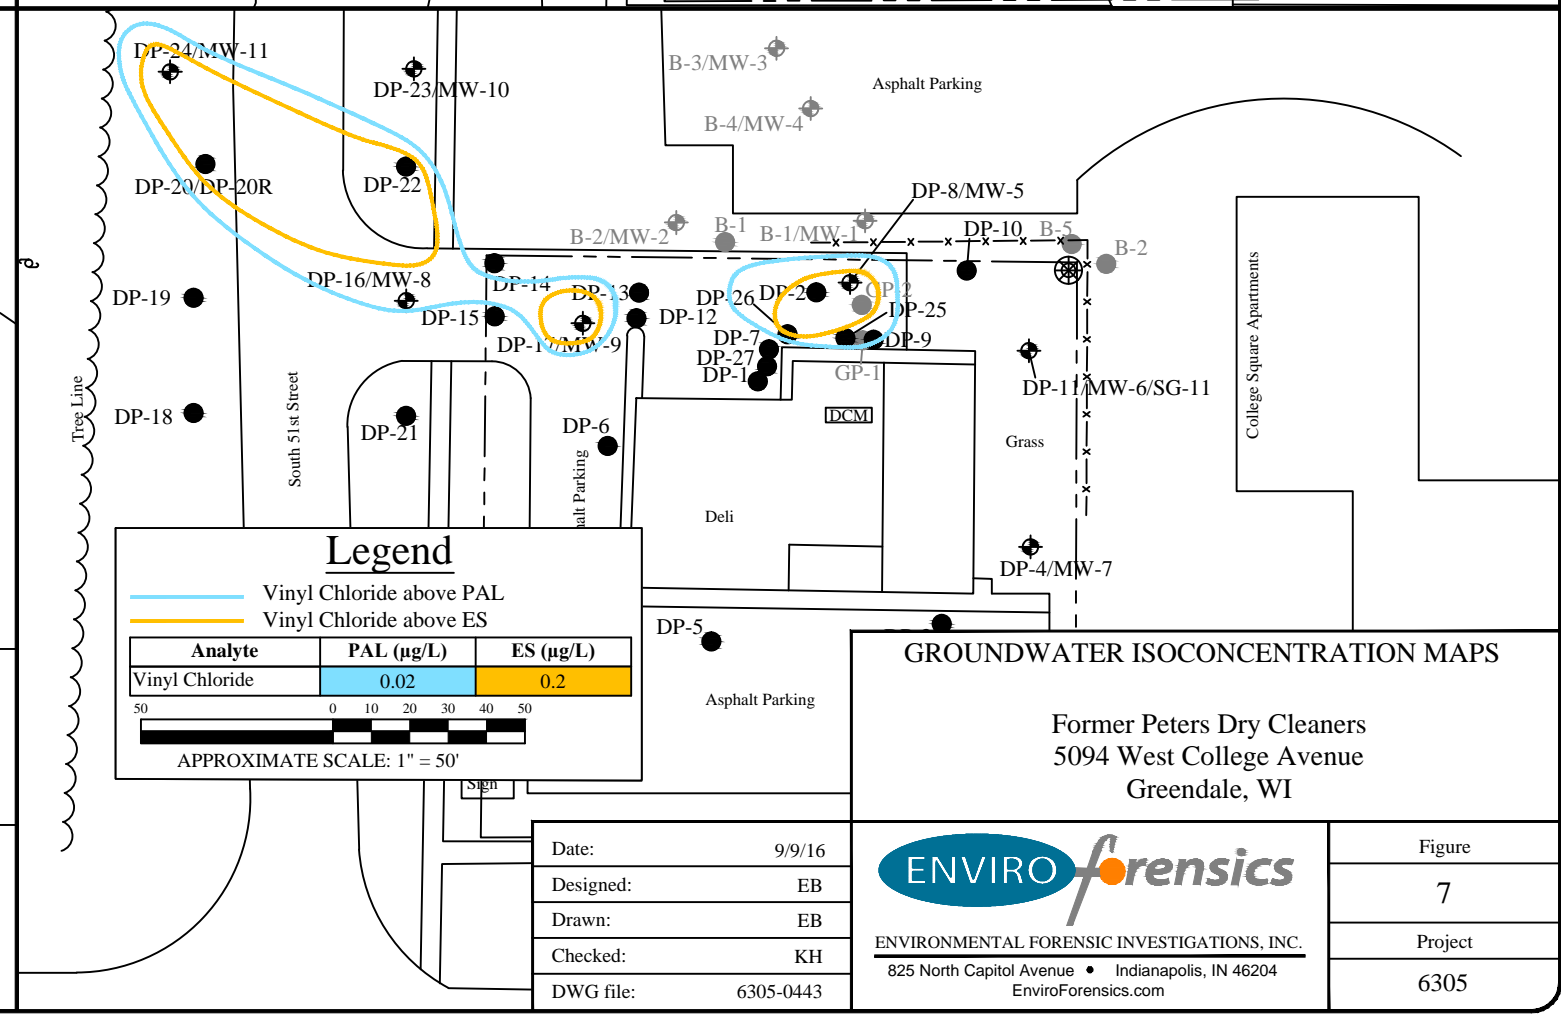 DP-24/MW-11
DP-23/MW-10
B-3/MW-3
Asphalt Parking
B-4/MW-4
DP-20/DP-20R
DP-22
DP-8/MW-5
B-2/MW-2
B-1
B-1/MW-1
DP-10
B-5
B-2
DP-16/MW-8
DP-14
DP-13
DP-26
DP-2
GP-2
DP-19
DP-15
DP-12
DP-25
DP-17/MW-9
DP-7
DP-9
DP-27
DP-1
GP-1
DP-11/MW-6/SG-11
College Square Apartments
Tree Line
South 51st Street
DP-18
DP-21
DP-6
DCM
Grass
Deli
DP-4/MW-7
DP-5
Asphalt Parking
Sign
Legend
Vinyl Chloride above PAL
Vinyl Chloride above ES
Analyte PAL (µg/L) ES (µg/L)
Vinyl Chloride 0.02 0.2
50 0 10 20 30 40 50
APPROXIMATE SCALE: 1" = 50'
GROUNDWATER ISOCONCENTRATION MAPS
Former Peters Dry Cleaners
5094 West College Avenue
Greendale, WI
Date: 9/9/16
Designed: EB
Drawn: EB
Checked: KH
DWG file: 6305-0443
ENVIRO forensics
ENVIRONMENTAL FORENSIC INVESTIGATIONS, INC.
825 North Capitol Avenue • Indianapolis, IN 46204
EnviroForensics.com
Figure
7
Project
6305